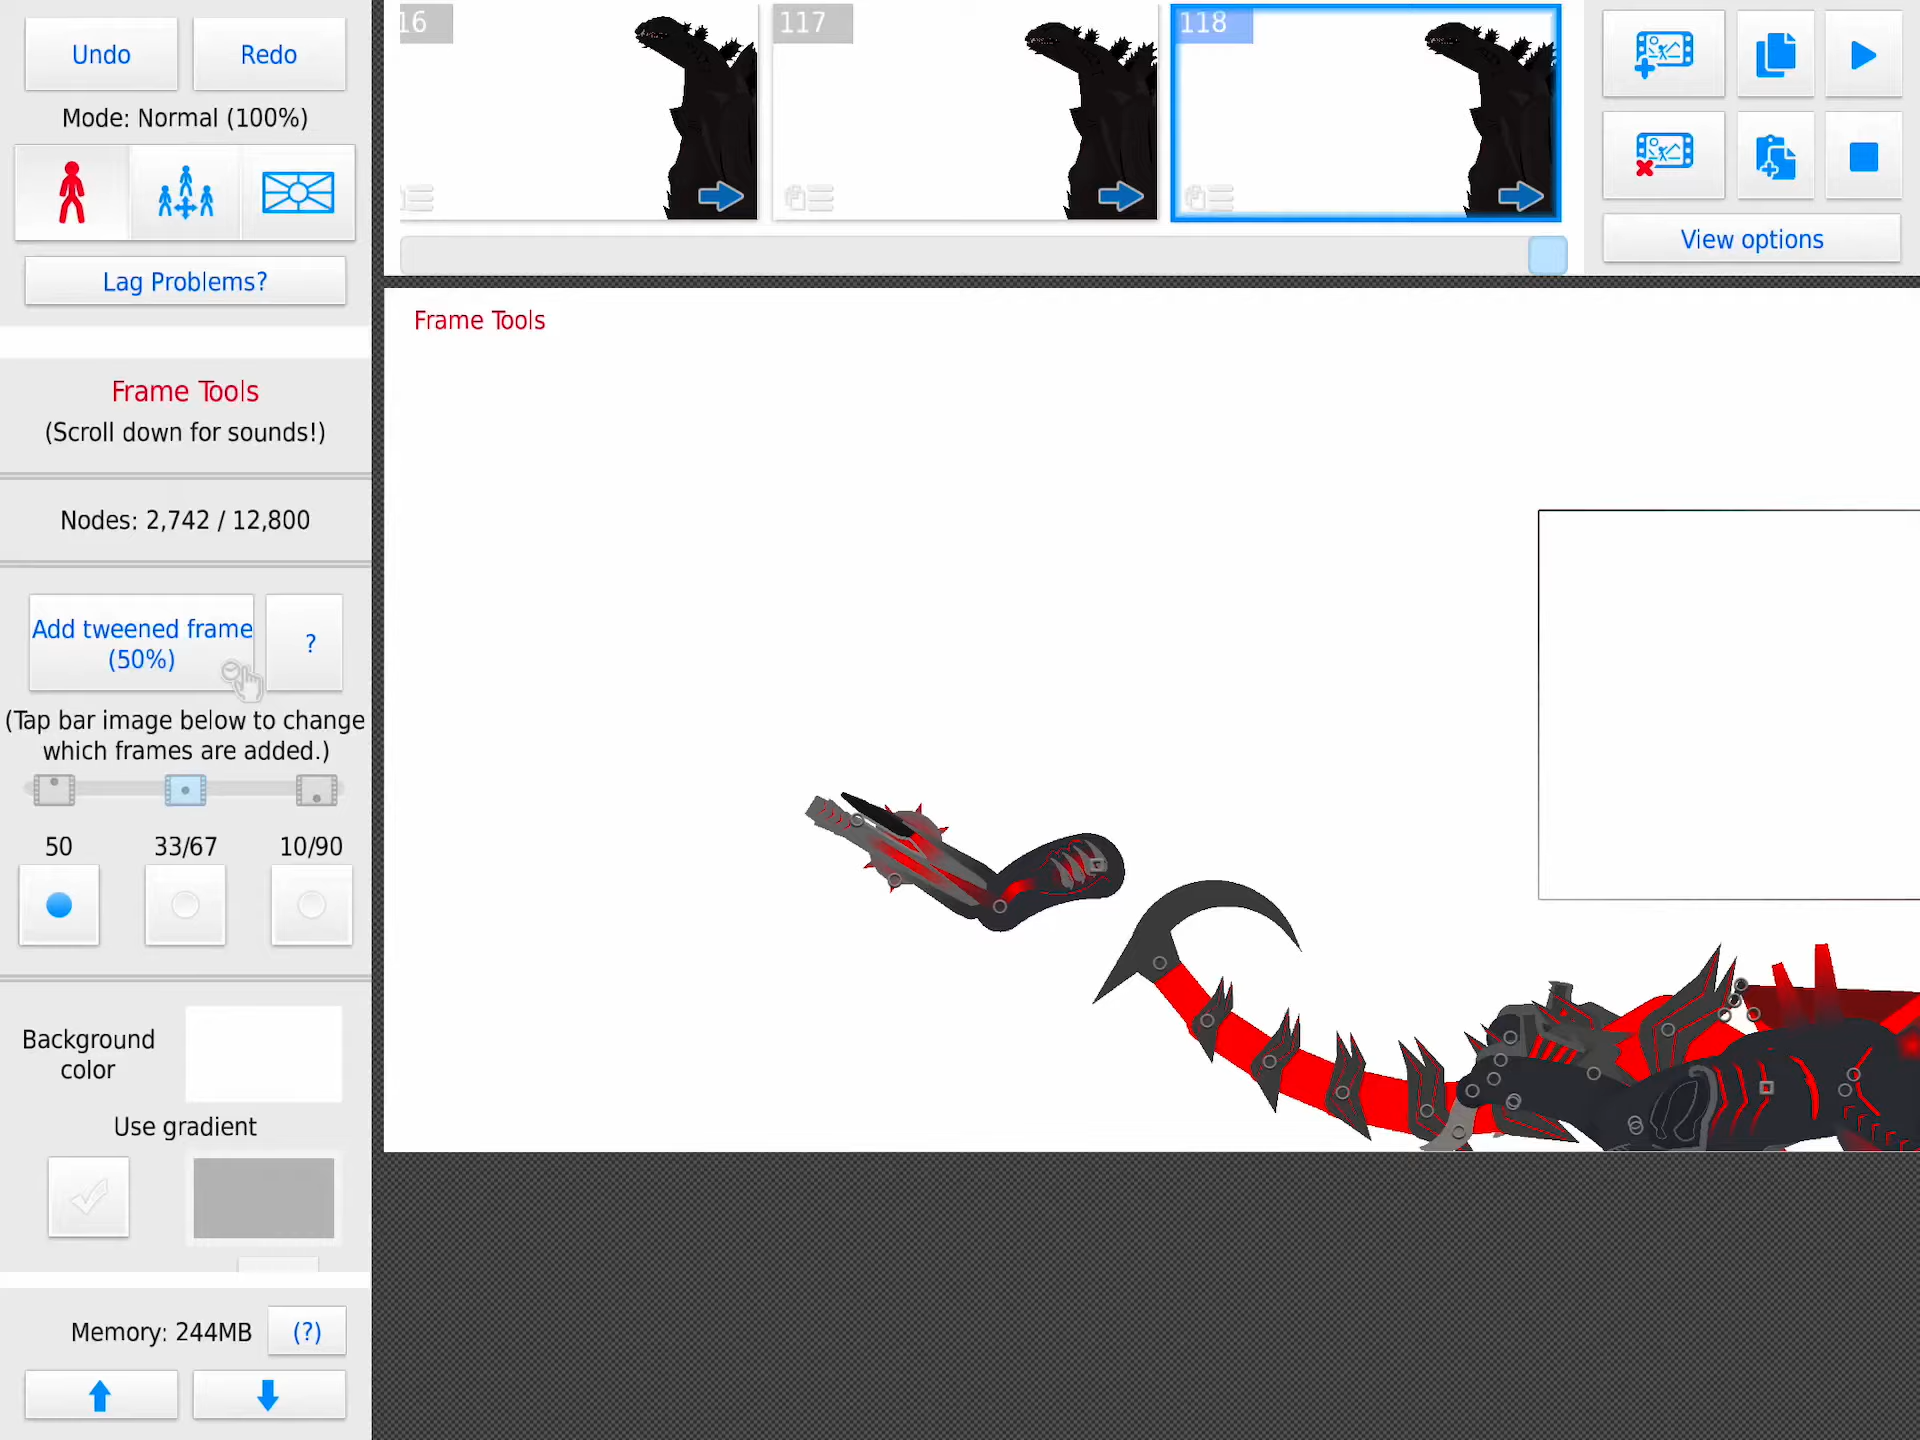 Undo
Redo
Mode: Normal (100%)
Lag Problems?
16
117
118
View options
Frame Tools
Frame Tools
(Scroll down for sounds!)
Nodes: 2,742 / 12,800
Add tweened frame
(50%)
?
(Tap bar image below to change
which frames are added.)
50
33/67
10/90
Background
color
Use gradient
Memory: 244MB
(?)